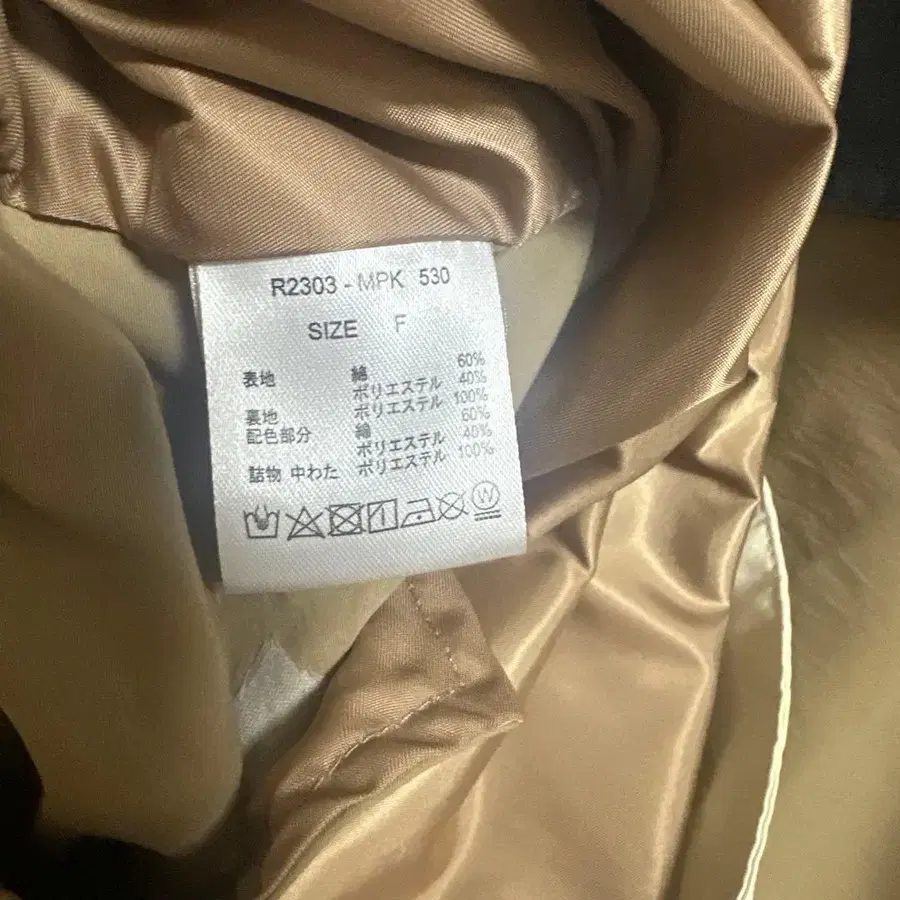 R2303 - MPK 530
SIZE F
表地 綿 60%
ポリエステル 40%
裏地 ポリエステル 100%
配色部分 綿 60%
ポリエステル 40%
詰物 中わた ポリエステル 100%
W